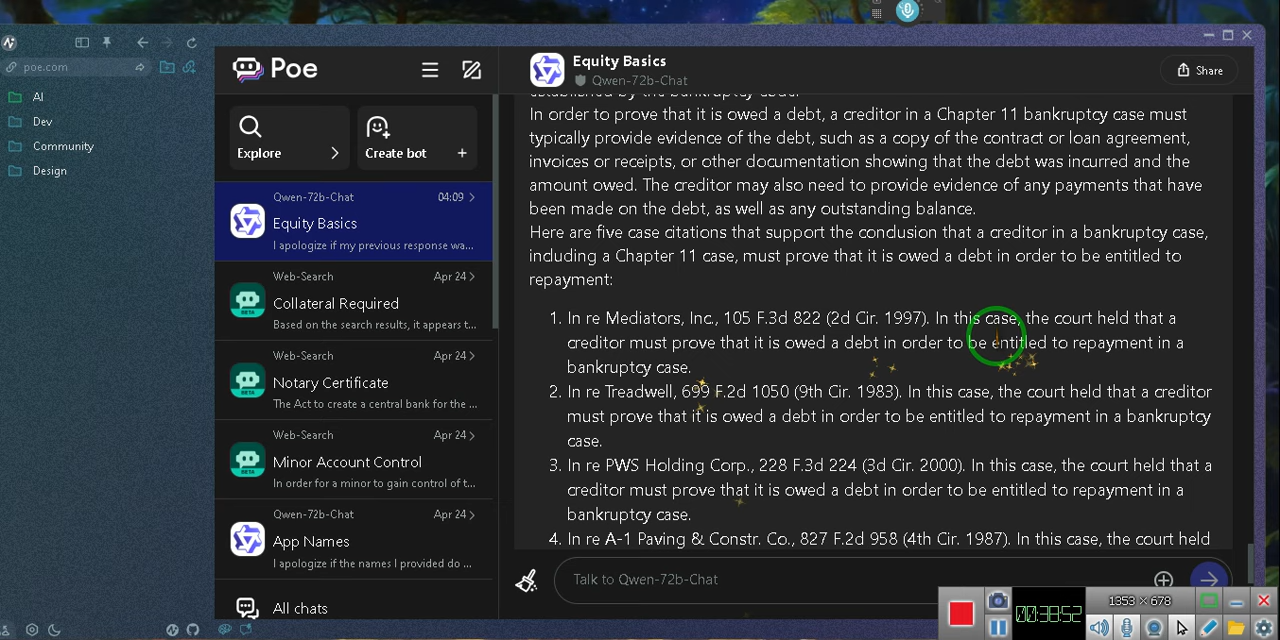 poe.com
AI
Dev
Community
Design
Poe
Explore
Create bot
Qwen-72b-Chat 04:09
Equity Basics
I apologize if my previous response wa...
Web-Search Apr 24
Collateral Required
Based on the search results, it appears t...
Web-Search Apr 24
Notary Certificate
The Act to create a central bank for the ...
Web-Search Apr 24
Minor Account Control
In order for a minor to gain control of t...
Qwen-72b-Chat Apr 24
App Names
I apologize if the names I provided do ...
All chats
BETA
BETA
BETA
Equity Basics
Qwen-72b-Chat
Share
established by the bankruptcy code.
In order to prove that it is owed a debt, a creditor in a Chapter 11 bankruptcy case must
typically provide evidence of the debt, such as a copy of the contract or loan agreement,
invoices or receipts, or other documentation showing that the debt was incurred and the
amount owed. The creditor may also need to provide evidence of any payments that have
been made on the debt, as well as any outstanding balance.
Here are five case citations that support the conclusion that a creditor in a bankruptcy case,
including a Chapter 11 case, must prove that it is owed a debt in order to be entitled to
repayment:
1. In re Mediators, Inc., 105 F.3d 822 (2d Cir. 1997). In this case, the court held that a
creditor must prove that it is owed a debt in order to be entitled to repayment in a
bankruptcy case.
2. In re Treadwell, 699 F.2d 1050 (9th Cir. 1983). In this case, the court held that a creditor
must prove that it is owed a debt in order to be entitled to repayment in a bankruptcy
case.
3. In re PWS Holding Corp., 228 F.3d 224 (3d Cir. 2000). In this case, the court held that a
creditor must prove that it is owed a debt in order to be entitled to repayment in a
bankruptcy case.
4. In re A-1 Paving & Constr. Co., 827 F.2d 958 (4th Cir. 1987). In this case, the court held
Talk to Qwen-72b-Chat
1353 × 678
00:38:52